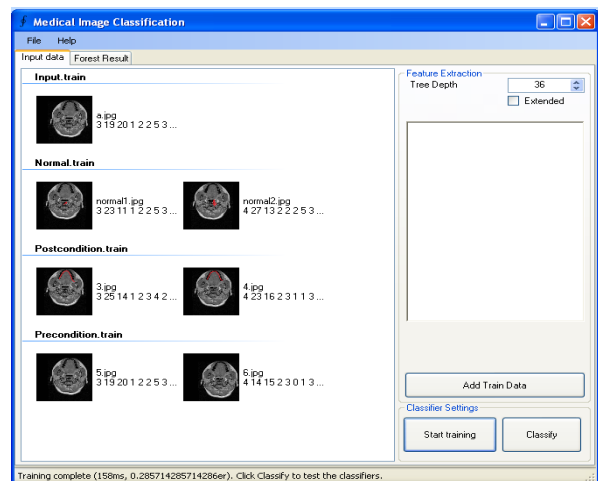 Medical Image Classification
File Help
Input data Forest Result
Input.train
a.jpg
3 19 20 1 2 2 5 3 ...
Normal.train
normal1.jpg
3 23 11 1 2 2 5 3 ...
normal2.jpg
4 27 13 2 2 2 5 3 ...
Postcondition.train
3.jpg
3 25 14 1 2 3 4 2 ...
4.jpg
4 23 16 2 3 1 1 3 ...
Precondition.train
5.jpg
3 19 20 1 2 2 5 3 ...
6.jpg
4 14 15 2 3 0 1 3 ...
Feature Extraction
Tree Depth 36
Extended
Add Train Data
Classifier Settings
Start training Classify
Training complete (158ms, 0.285714285714286er). Click Classify to test the classifiers.